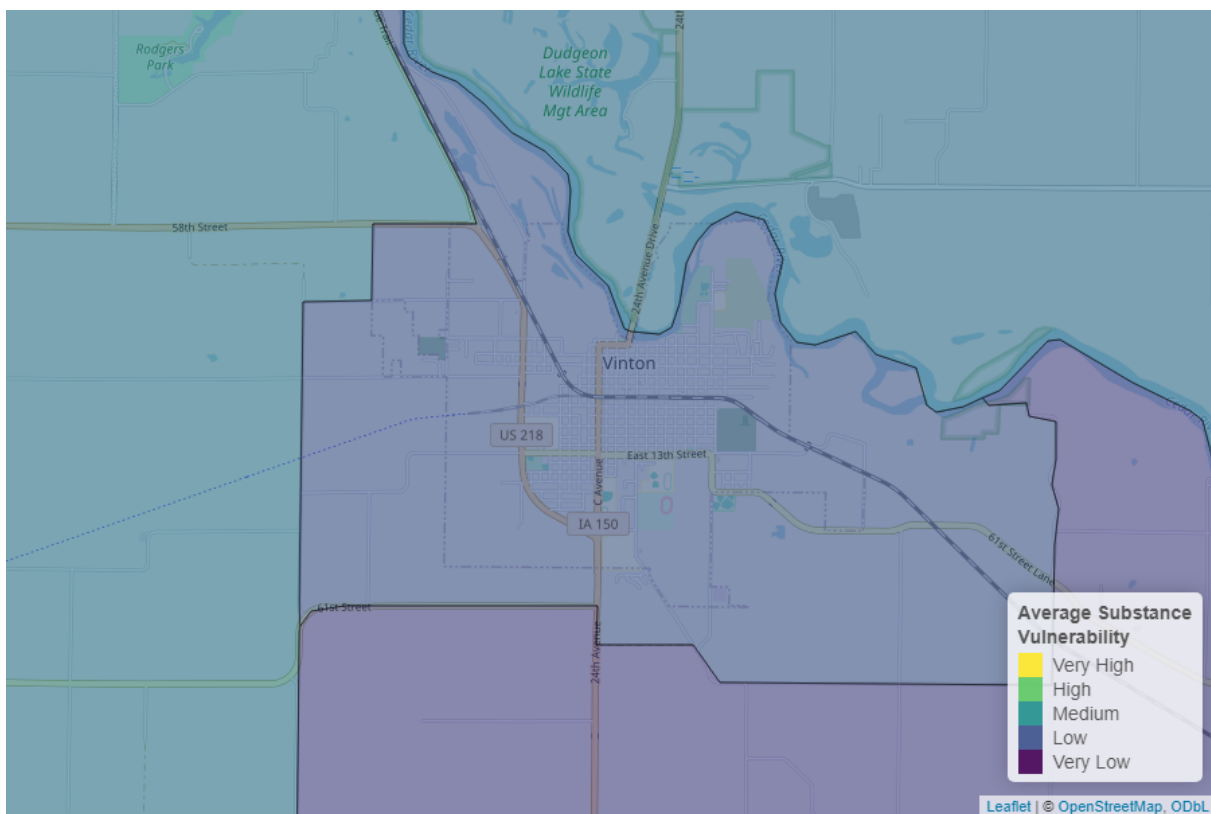 Rodgers
Park
Dudgeon
Lake State
Wildlife
Mgt Area
24th
Trail
58th Street
24th Avenue Drive
Vinton
US 218
East 13th Street
C Avenue
IA 150
61st Street Lane
61st Street
24th Avenue
Average Substance
Vulnerability
Very High
High
Medium
Low
Very Low
Leaflet | © OpenStreetMap, ODbL